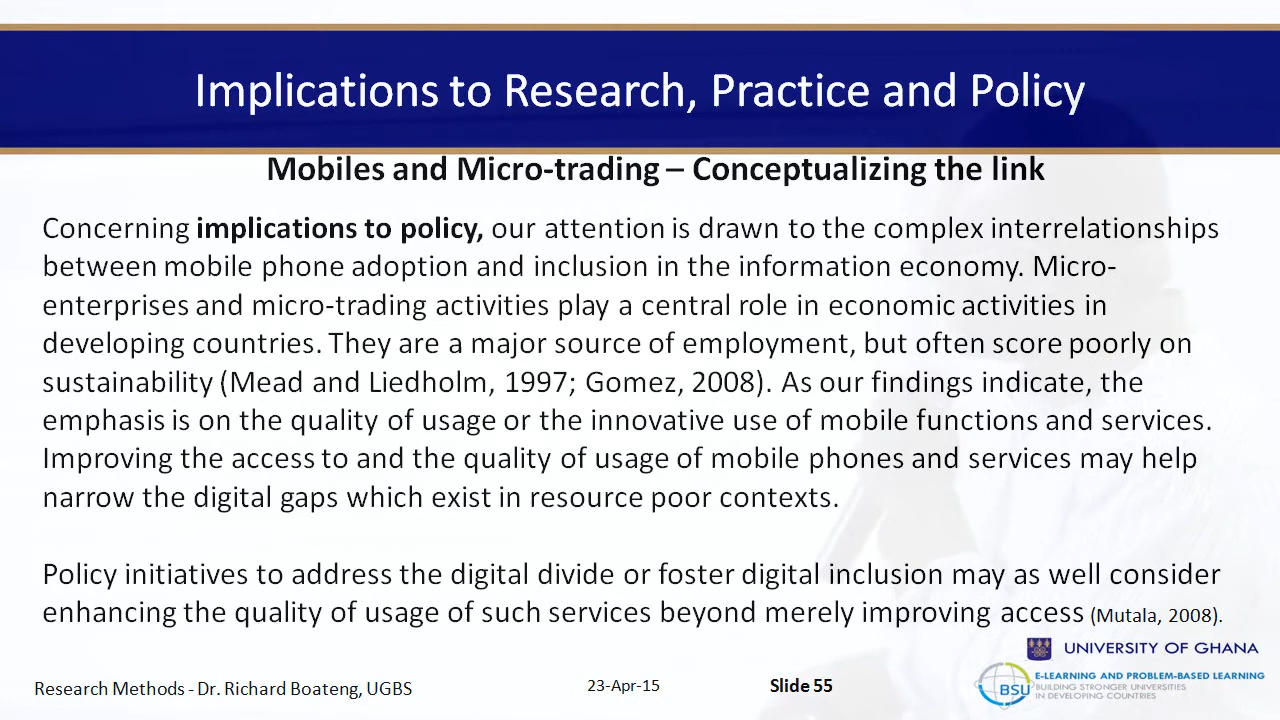 Implications to Research, Practice and Policy
Mobiles and Micro-trading – Conceptualizing the link
Concerning implications to policy, our attention is drawn to the complex interrelationships
between mobile phone adoption and inclusion in the information economy. Micro-
enterprises and micro-trading activities play a central role in economic activities in
developing countries. They are a major source of employment, but often score poorly on
sustainability (Mead and Liedholm, 1997; Gomez, 2008). As our findings indicate, the
emphasis is on the quality of usage or the innovative use of mobile functions and services.
Improving the access to and the quality of usage of mobile phones and services may help
narrow the digital gaps which exist in resource poor contexts.
Policy initiatives to address the digital divide or foster digital inclusion may as well consider
enhancing the quality of usage of such services beyond merely improving access (Mutala, 2008).
UNIVERSITY OF GHANA
BSU
E-LEARNING AND PROBLEM-BASED LEARNING
BUILDING STRONGER UNIVERSITIES
IN DEVELOPING COUNTRIES
Research Methods - Dr. Richard Boateng, UGBS
23-Apr-15
Slide 55